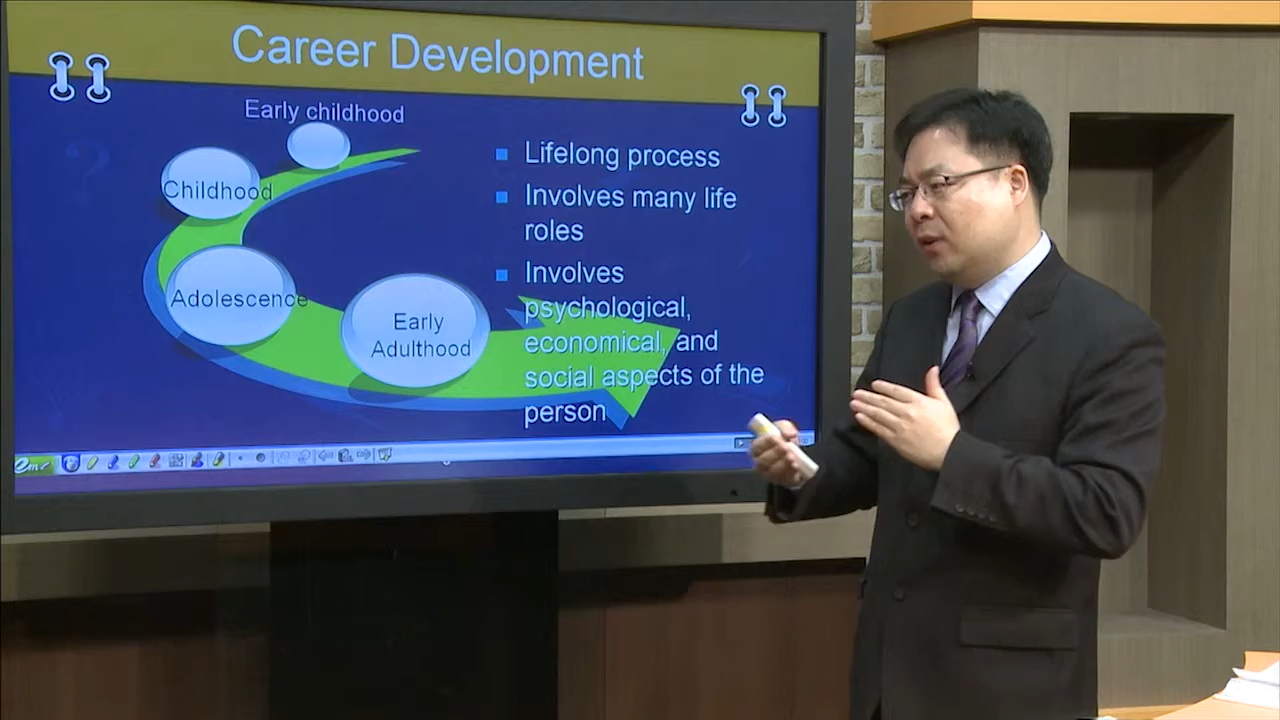 Career Development
Early childhood
Childhood
Adolescence
Early
Adulthood
Lifelong process
Involves many life
roles
Involves
psychological,
economical, and
social aspects of the
person